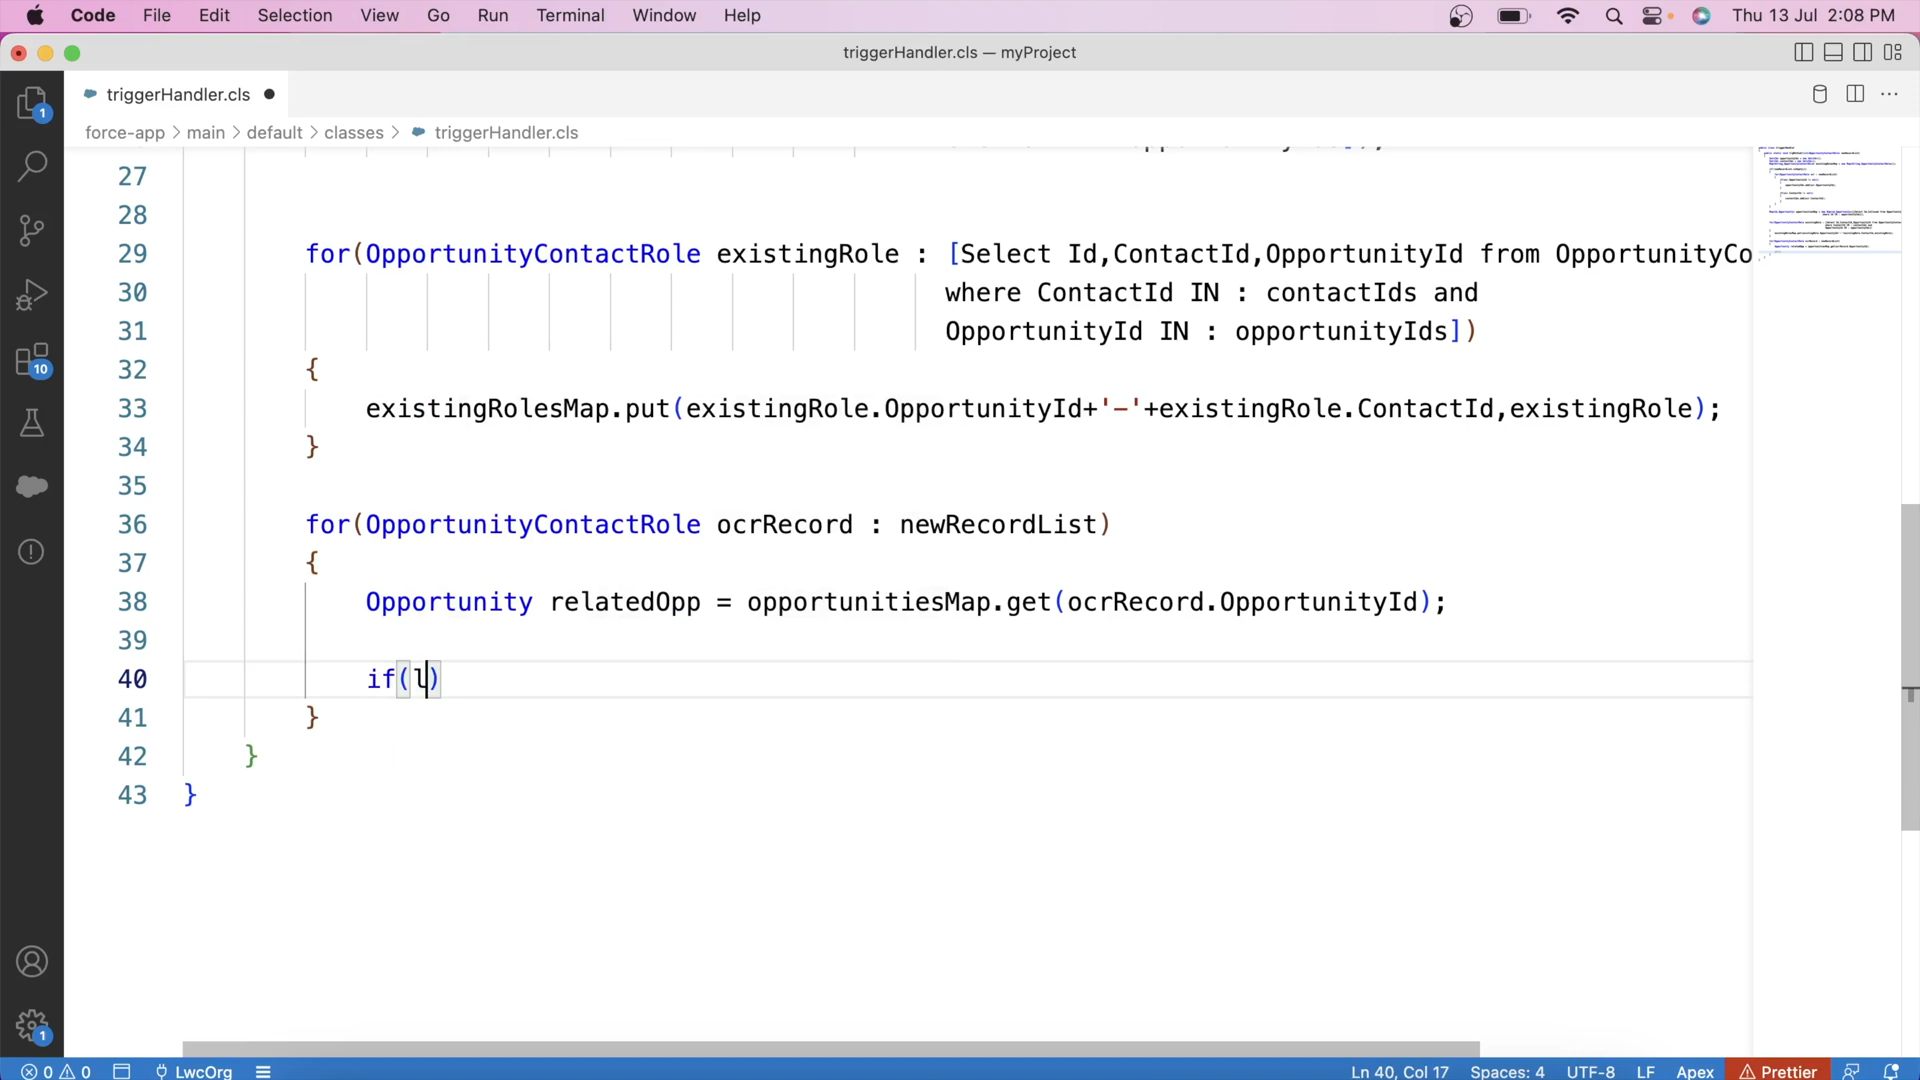 Code File Edit Selection View Go Run Terminal Window Help Thu 13 Jul 2:08 PM
triggerHandler.cls — myProject
triggerHandler.cls
force-app > main > default > classes > triggerHandler.cls
27
28
29 for(OpportunityContactRole existingRole : [Select Id,ContactId,OpportunityId from OpportunityCo
30 where ContactId IN : contactIds and
31 OpportunityId IN : opportunityIds])
32 {
33 existingRolesMap.put(existingRole.OpportunityId+'-'+existingRole.ContactId,existingRole);
34 }
35
36 for(OpportunityContactRole ocrRecord : newRecordList)
37 {
38 Opportunity relatedOpp = opportunitiesMap.get(ocrRecord.OpportunityId);
39
40 if(l)
41 }
42 }
43 }
1
10
1
0 0 LwcOrg Ln 40, Col 17 Spaces: 4 UTF-8 LF Apex Prettier